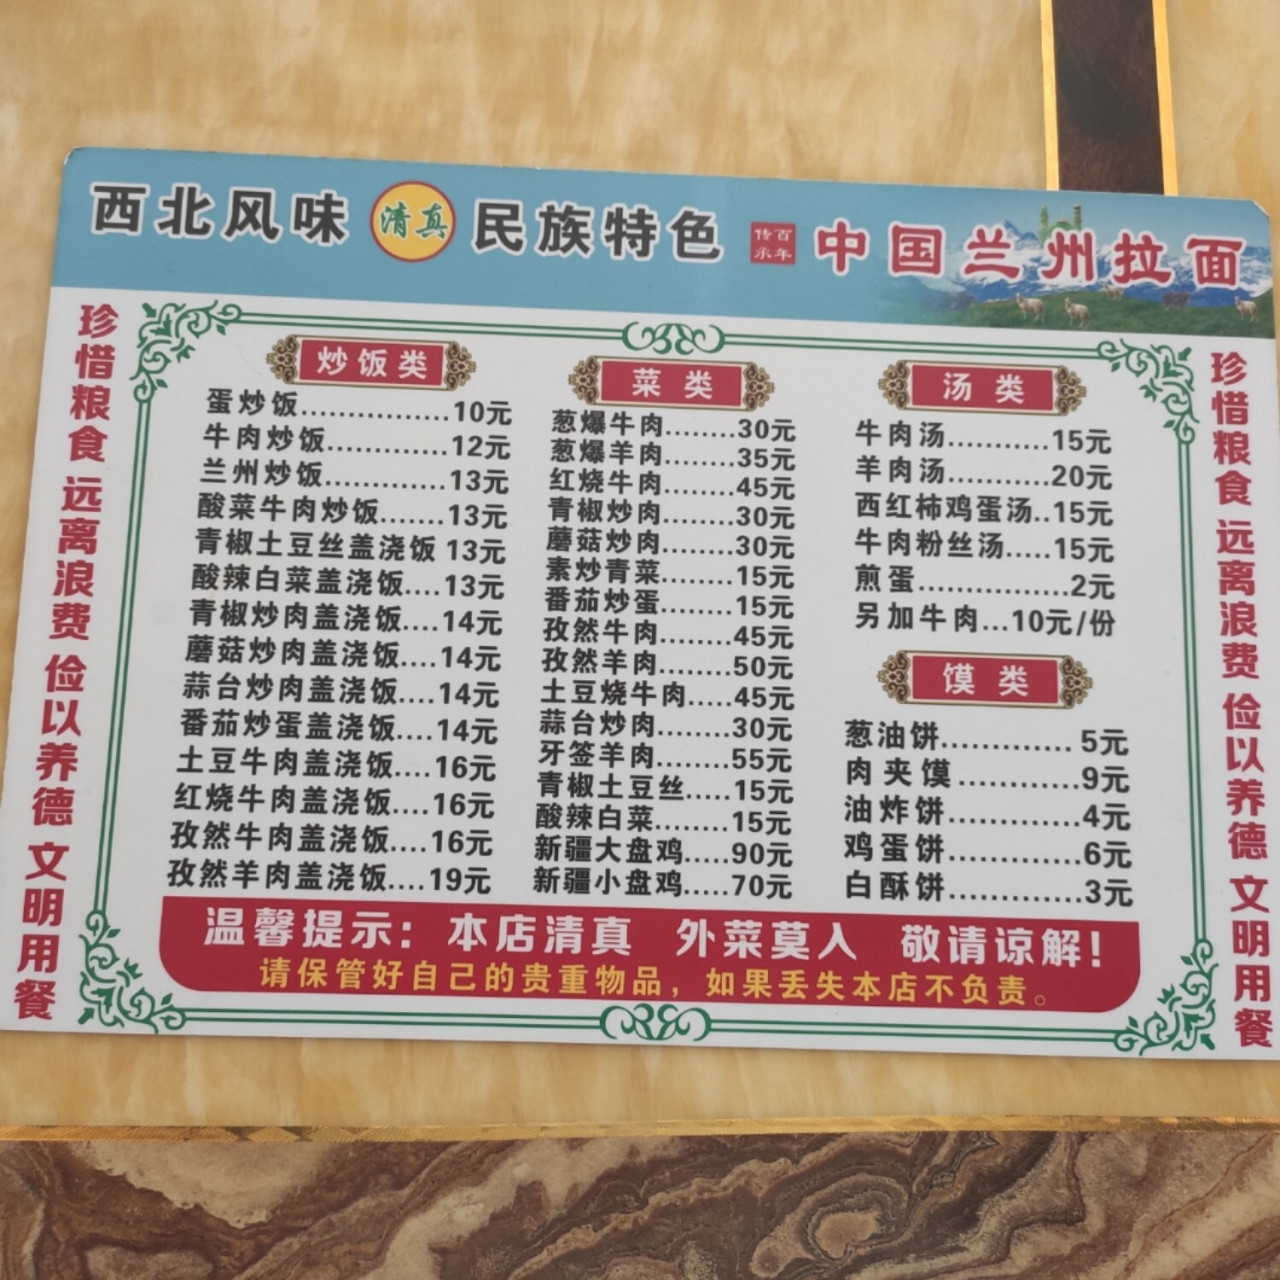 西北风味 清真 民族特色 百年传承 中国兰州拉面
珍惜粮食 远离浪费 俭以养德 文明用餐
炒饭类
蛋炒饭................10元
牛肉炒饭.............12元
兰州炒饭.............13元
酸菜牛肉炒饭.......13元
青椒土豆丝盖浇饭 13元
酸辣白菜盖浇饭....13元
青椒炒肉盖浇饭....14元
蘑菇炒肉盖浇饭....14元
蒜台炒肉盖浇饭....14元
番茄炒蛋盖浇饭....14元
土豆牛肉盖浇饭....16元
红烧牛肉盖浇饭....16元
孜然牛肉盖浇饭....16元
孜然羊肉盖浇饭....19元
菜类
葱爆牛肉........30元
葱爆羊肉........35元
红烧牛肉........45元
青椒炒肉........30元
蘑菇炒肉........30元
素炒青菜........15元
番茄炒蛋........15元
孜然牛肉........45元
孜然羊肉........50元
土豆烧牛肉.....45元
蒜台炒肉........30元
牙签羊肉........55元
青椒土豆丝.....15元
酸辣白菜........15元
新疆大盘鸡.....90元
新疆小盘鸡.....70元
汤类
牛肉汤...........15元
羊肉汤...........20元
西红柿鸡蛋汤..15元
牛肉粉丝汤.....15元
煎蛋................2元
另加牛肉...10元/份
馍类
葱油饼............. 5元
肉夹馍.............9元
油炸饼.............4元
鸡蛋饼.............6元
白酥饼.............3元
珍惜粮食 远离浪费 俭以养德 文明用餐
温馨提示：本店清真 外菜莫入 敬请谅解！
请保管好自己的贵重物品，如果丢失本店不负责。